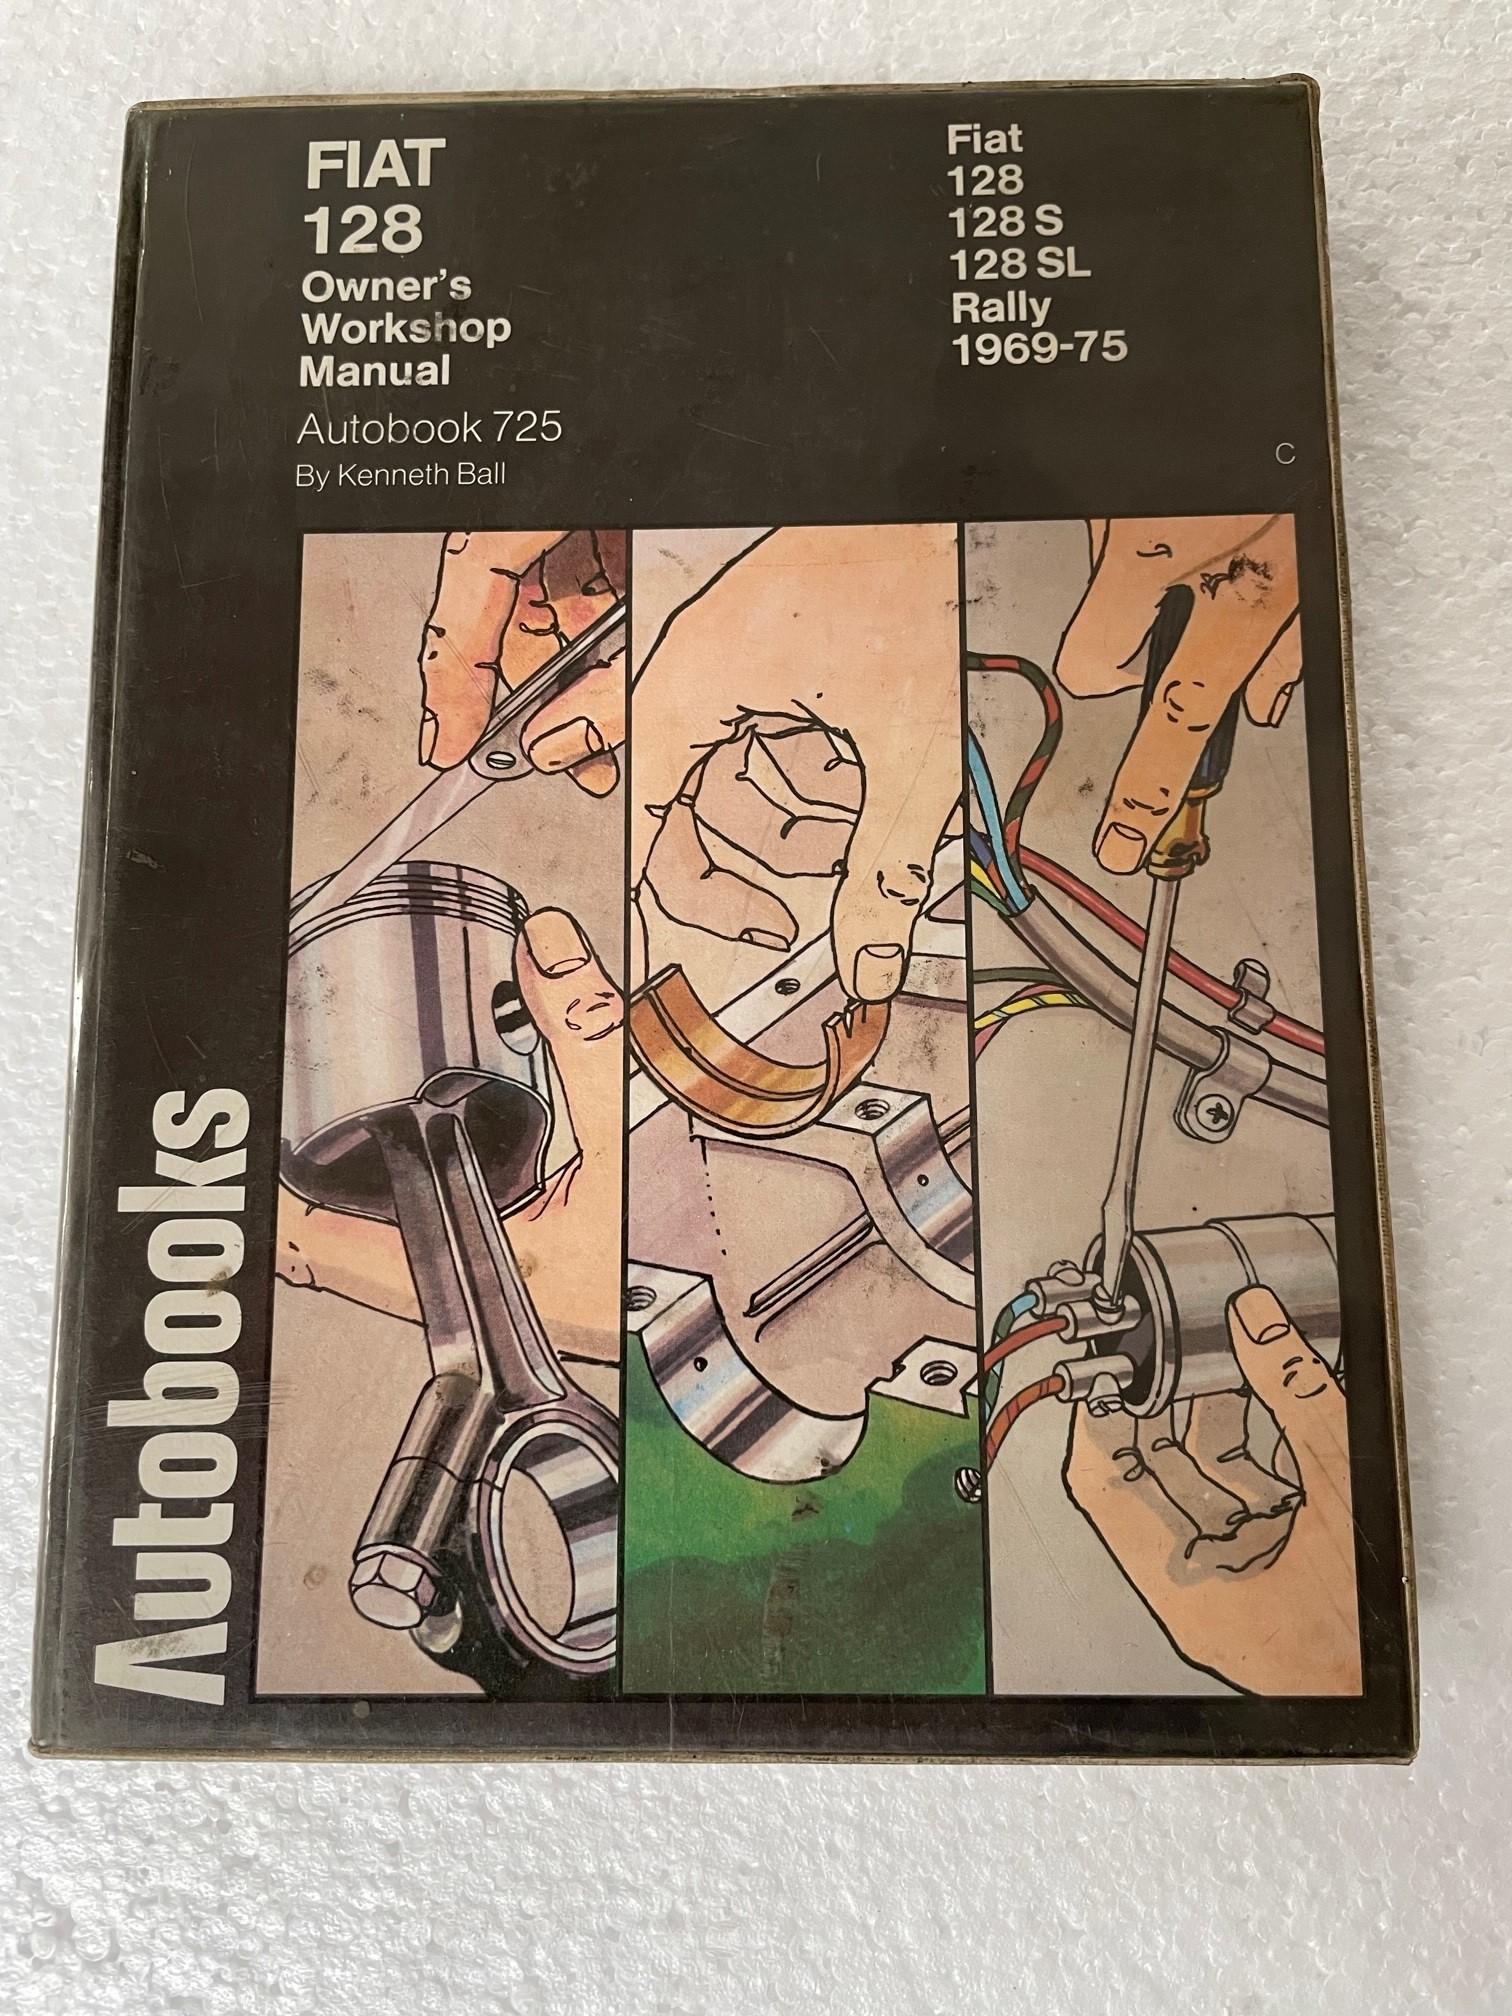 FIAT
128
Owner's
Workshop
Manual
Autobook 725
By Kenneth Ball
Fiat
128
128 S
128 SL
Rally
1969-75
C
Autobooks